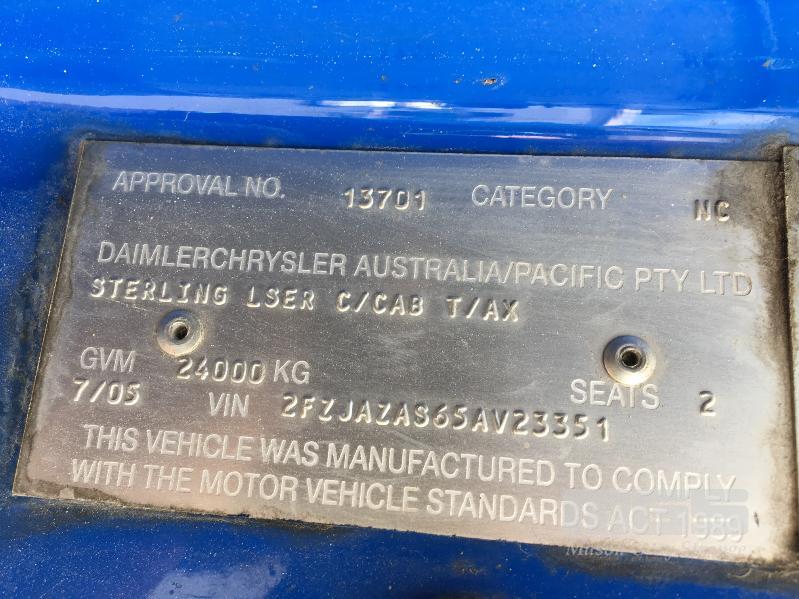 APPROVAL NO. 13701 CATEGORY NC
DAIMLERCHRYSLER AUSTRALIA/PACIFIC PTY LTD
STERLING LSER C/CAB T/AX
GVM 24000 KG SEATS 2
7/05 VIN 2FZJAZAS65AV23351
THIS VEHICLE WAS MANUFACTURED TO COMPLY
WITH THE MOTOR VEHICLE STANDARDS ACT 1989